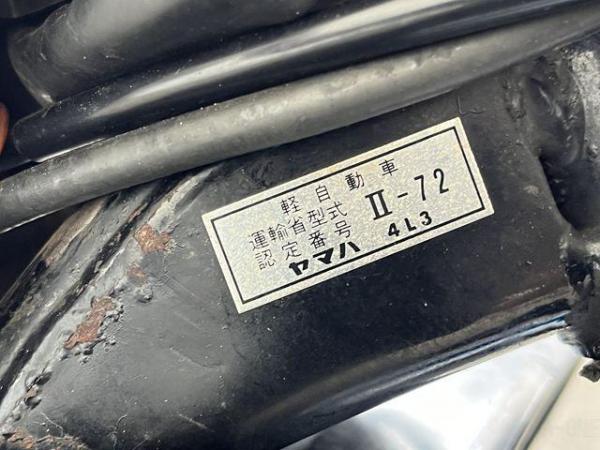 軽自動車
運輸省型式 II-72
認定番号
ヤマハ 4L3